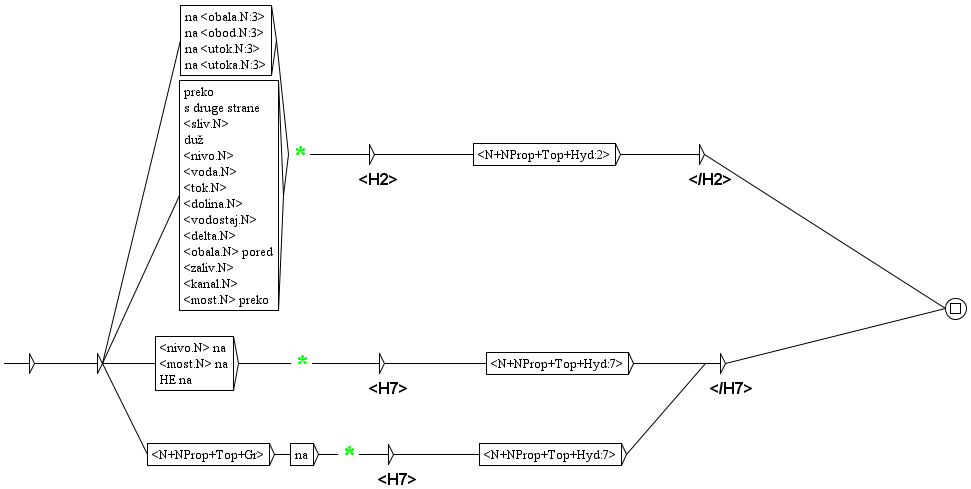 na <obala.N:3>
na <obod.N:3>
na <utok.N:3>
na <utoka.N:3>
preko
s druge strane
<sliv.N>
duž
<nivo.N>
<voda.N>
<tok.N>
<dolina.N>
<vodostaj.N>
<delta.N>
<obala.N> pored
<zaliv.N>
<kanal.N>
<most.N> preko
*
<H2>
<N+NProp+Top+Hyd:2>
</H2>
<nivo.N> na
<most.N> na
HE na
*
<H7>
<N+NProp+Top+Hyd:7>
</H7>
<N+NProp+Top+Gr>
na
*
<H7>
<N+NProp+Top+Hyd:7>